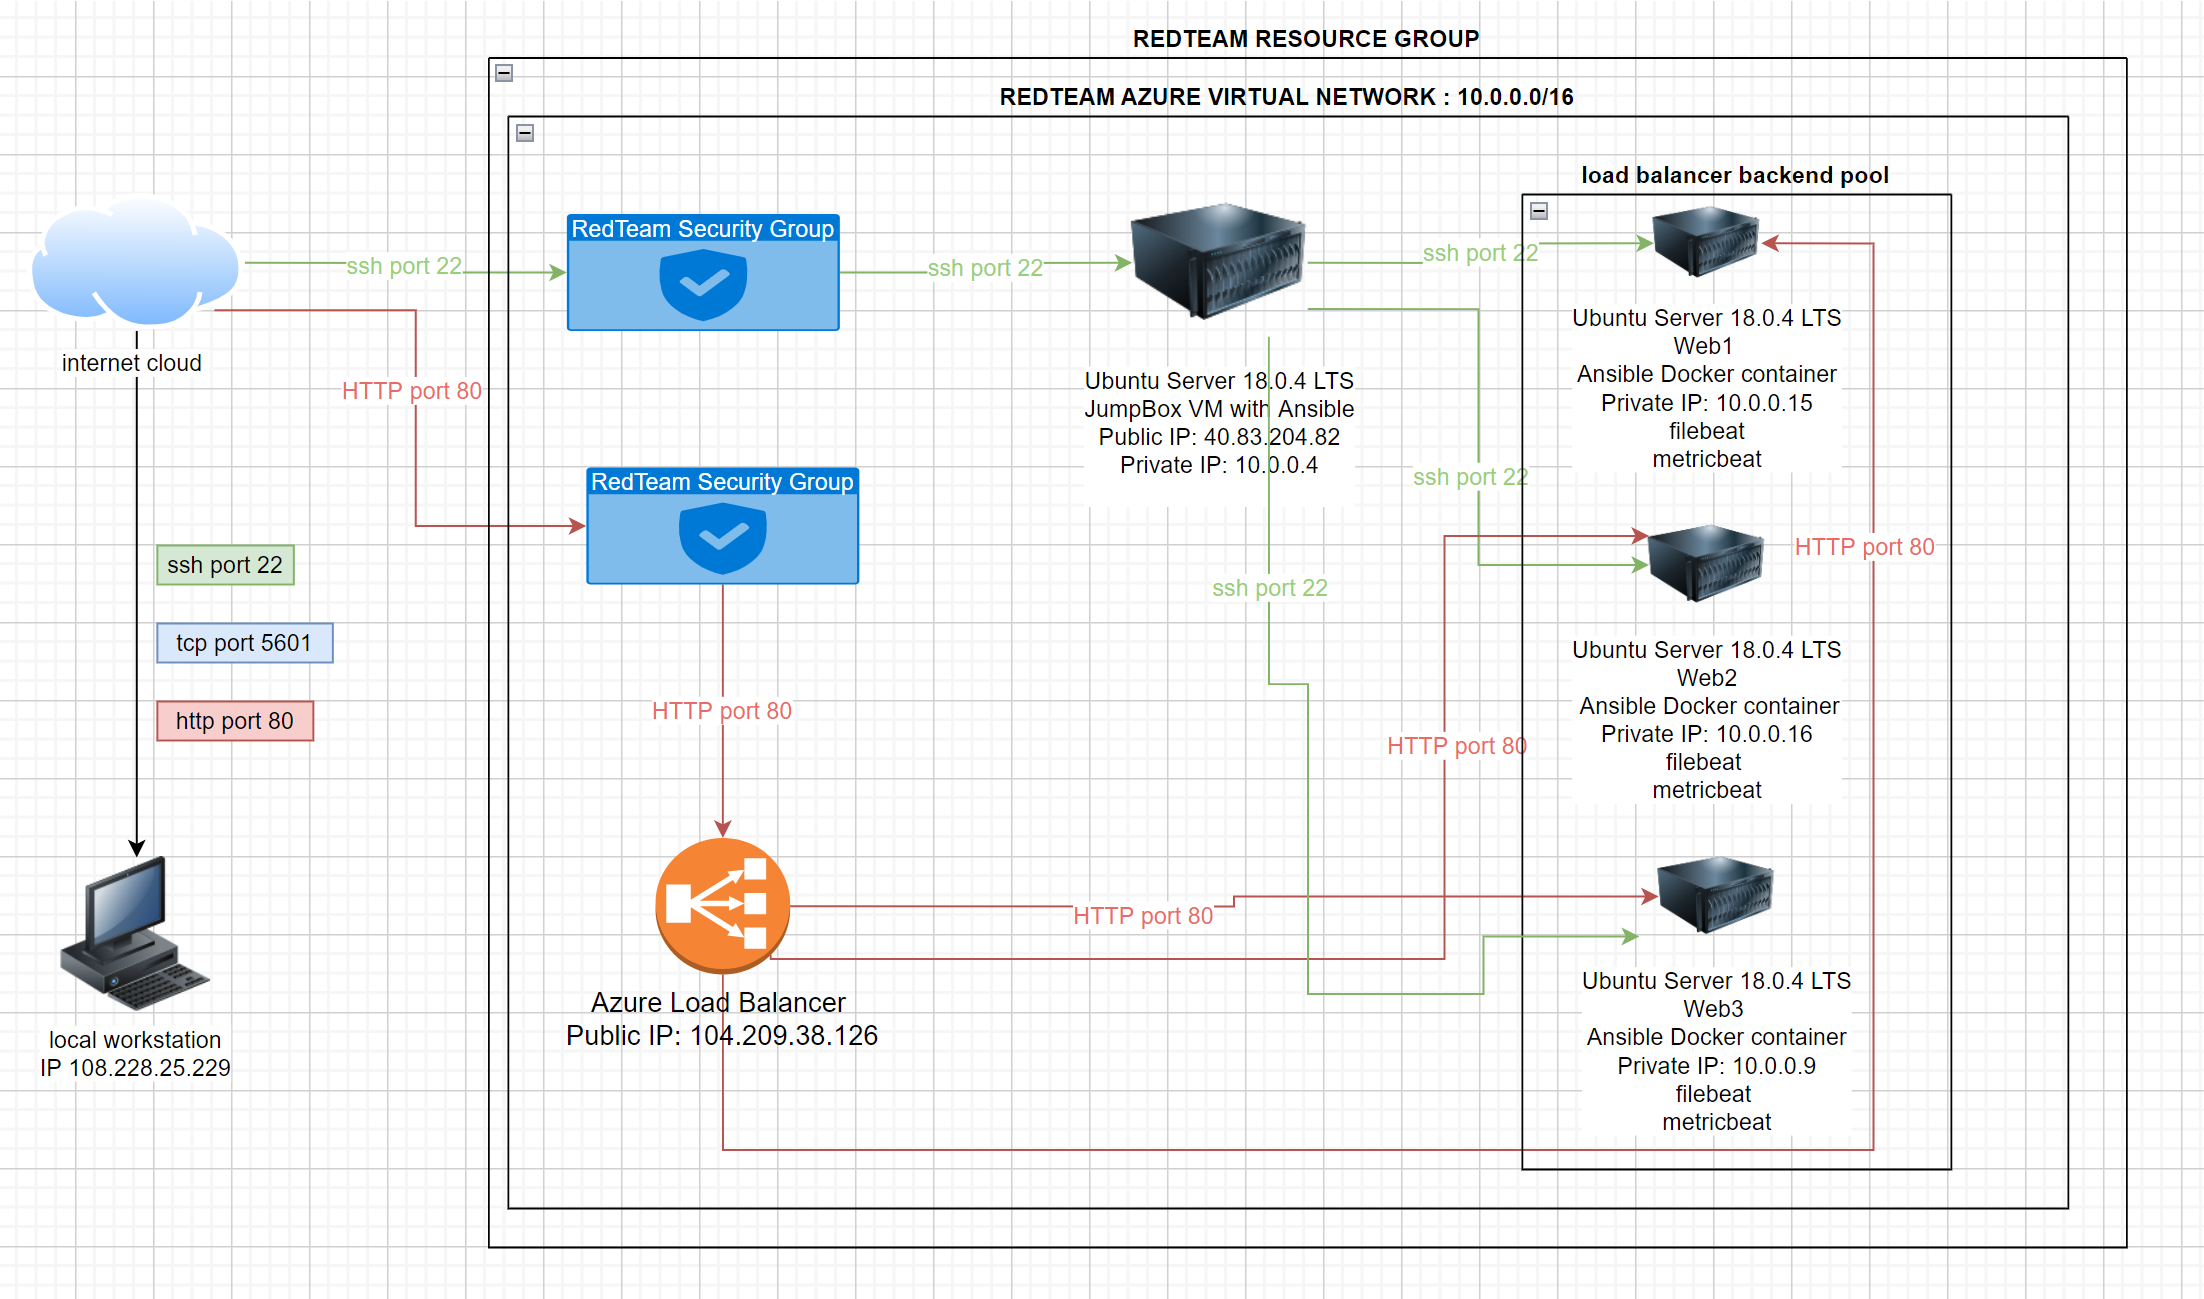 REDTEAM RESOURCE GROUP
REDTEAM AZURE VIRTUAL NETWORK : 10.0.0.0/16
load balancer backend pool
RedTeam Security Group
ssh port 22
ssh port 22
ssh port 22
internet cloud
HTTP port 80
Ubuntu Server 18.0.4 LTS
JumpBox VM with Ansible
Public IP: 40.83.204.82
Private IP: 10.0.0.4
Ubuntu Server 18.0.4 LTS
Web1
Ansible Docker container
Private IP: 10.0.0.15
filebeat
metricbeat
RedTeam Security Group
ssh port 22
HTTP port 80
ssh port 22
ssh port 22
tcp port 5601
http port 80
HTTP port 80
HTTP port 80
Ubuntu Server 18.0.4 LTS
Web2
Ansible Docker container
Private IP: 10.0.0.16
filebeat
metricbeat
HTTP port 80
Azure Load Balancer
Public IP: 104.209.38.126
local workstation
IP 108.228.25.229
Ubuntu Server 18.0.4 LTS
Web3
Ansible Docker container
Private IP: 10.0.0.9
filebeat
metricbeat